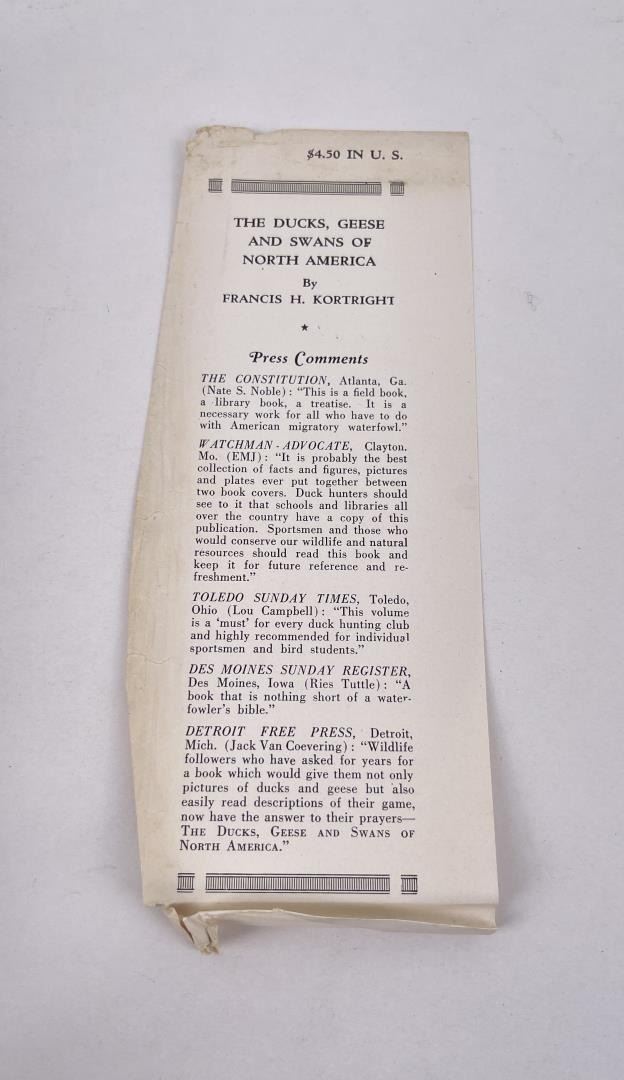 $4.50 IN U. S.
THE DUCKS, GEESE
AND SWANS OF
NORTH AMERICA
By
FRANCIS H. KORTRIGHT
★
Press Comments
THE CONSTITUTION, Atlanta, Ga.
(Nate S. Noble): "This is a field book,
a library book, a treatise. It is a
necessary work for all who have to do
with American migratory waterfowl."
WATCHMAN-ADVOCATE, Clayton.
Mo. (EMJ): "It is probably the best
collection of facts and figures, pictures
and plates ever put together between
two book covers. Duck hunters should
see to it that schools and libraries all
over the country have a copy of this
publication. Sportsmen and those who
would conserve our wildlife and natural
resources should read this book and
keep it for future reference and re-
freshment."
TOLEDO SUNDAY TIMES, Toledo,
Ohio (Lou Campbell): "This volume
is a 'must' for every duck hunting club
and highly recommended for individual
sportsmen and bird students."
DES MOINES SUNDAY REGISTER,
Des Moines, Iowa (Ries Tuttle): "A
book that is nothing short of a water-
fowler's bible."
DETROIT FREE PRESS, Detroit,
Mich. (Jack Van Coevering): "Wildlife
followers who have asked for years for
a book which would give them not only
pictures of ducks and geese but also
easily read descriptions of their game,
now have the answer to their prayers—
THE DUCKS, GEESE AND SWANS OF
NORTH AMERICA."